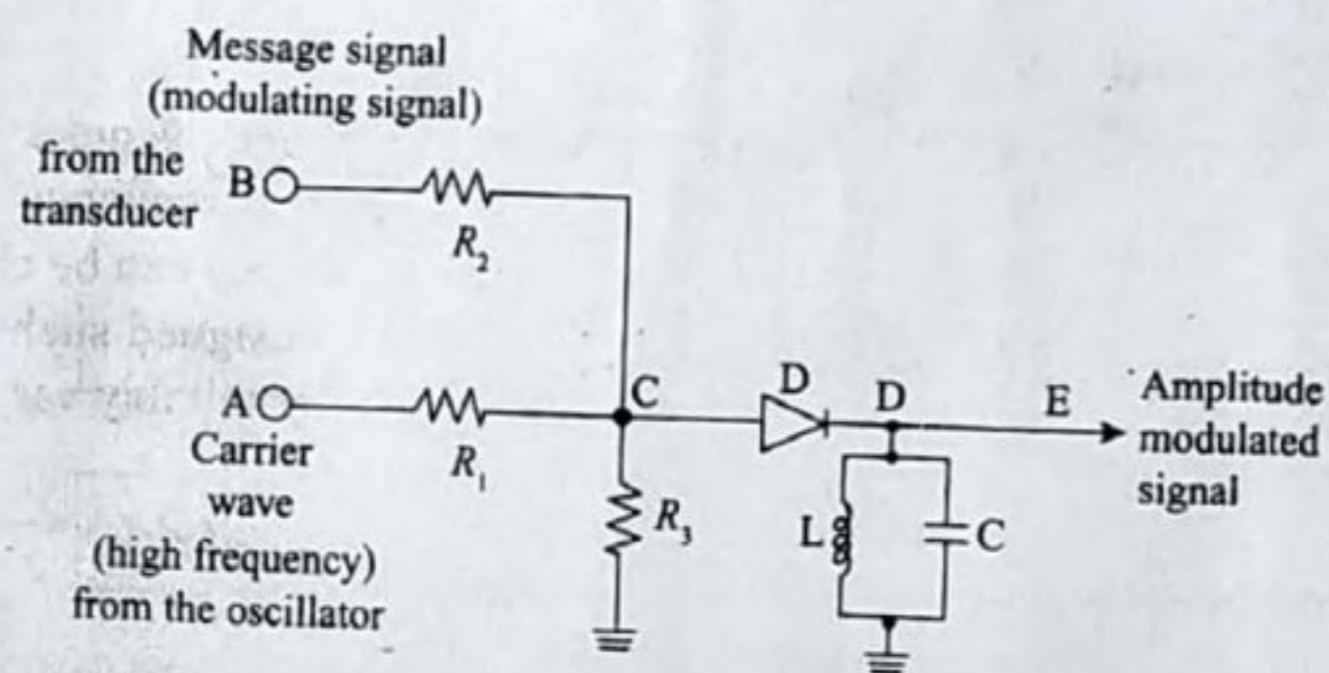 Message signal
(modulating signal)
from the
transducer
B
R₂
A
C
D
D
E
Amplitude
modulated
signal
Carrier
wave
(high frequency)
from the oscillator
R₁
R₃
L
C